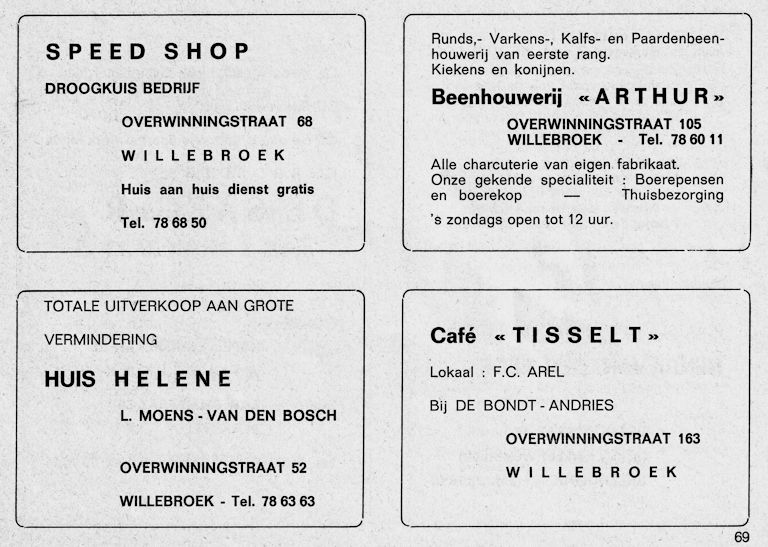 SPEED SHOP
DROOGKUIS BEDRIJF
OVERWINNINGSTRAAT 68
WILLEBROEK
Huis aan huis dienst gratis
Tel. 78 68 50
Runds,- Varkens-, Kalfs- en Paardenbeen-
houwerij van eerste rang.
Kiekens en konijnen.
Beenhouwerij «ARTHUR»
OVERWINNINGSTRAAT 105
WILLEBROEK - Tel. 78 60 11
Alle charcuterie van eigen fabrikaat.
Onze gekende specialiteit : Boerepensen
en boerekop — Thuisbezorging
's zondags open tot 12 uur.
TOTALE UITVERKOOP AAN GROTE
VERMINDERING
HUIS HELENE
L. MOENS - VAN DEN BOSCH
OVERWINNINGSTRAAT 52
WILLEBROEK - Tel. 78 63 63
Café «TISSELT»
Lokaal : F.C. AREL
Bij DE BONDT - ANDRIES
OVERWINNINGSTRAAT 163
WILLEBROEK
69